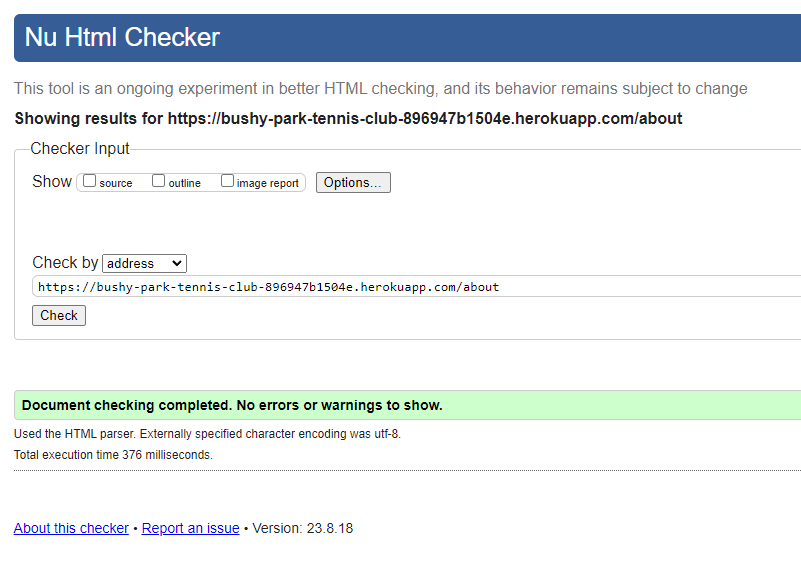 Nu Html Checker
This tool is an ongoing experiment in better HTML checking, and its behavior remains subject to change
Showing results for https://bushy-park-tennis-club-896947b1504e.herokuapp.com/about
Checker Input
Show source outline image report Options...
Check by address
https://bushy-park-tennis-club-896947b1504e.herokuapp.com/about
Check
Document checking completed. No errors or warnings to show.
Used the HTML parser. Externally specified character encoding was utf-8.
Total execution time 376 milliseconds.
About this checker • Report an issue • Version: 23.8.18